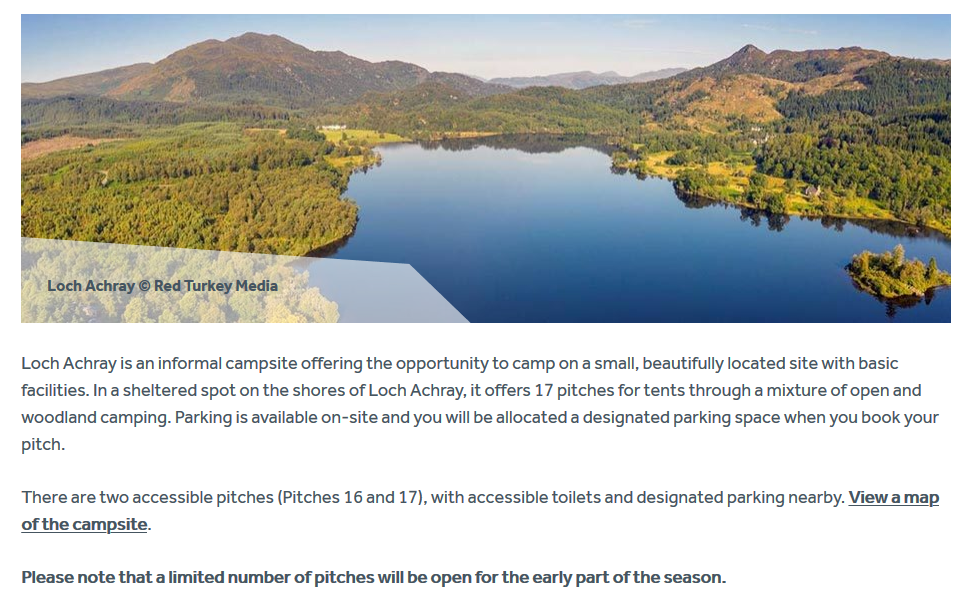 Loch Achray © Red Turkey Media
Loch Achray is an informal campsite offering the opportunity to camp on a small, beautifully located site with basic
facilities. In a sheltered spot on the shores of Loch Achray, it offers 17 pitches for tents through a mixture of open and
woodland camping. Parking is available on-site and you will be allocated a designated parking space when you book your
pitch.
There are two accessible pitches (Pitches 16 and 17), with accessible toilets and designated parking nearby. View a map
of the campsite.
Please note that a limited number of pitches will be open for the early part of the season.